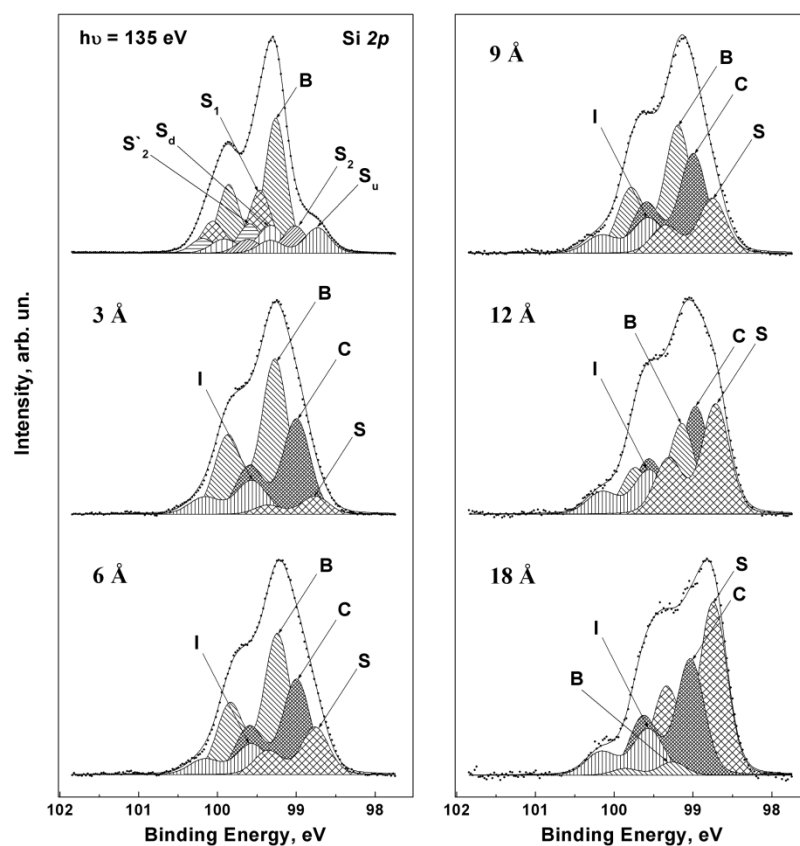 hυ = 135 eV Si 2p
B
S1
Sd
S`2
S2
Su
3 Å
B
C
I
S
6 Å
B
C
I
S
102 101 100 99 98
Binding Energy, eV
Intensity, arb. un.
9 Å
B
C
I
S
12 Å
B
C
S
I
18 Å
S
C
I
B
102 101 100 99 98
Binding Energy, eV